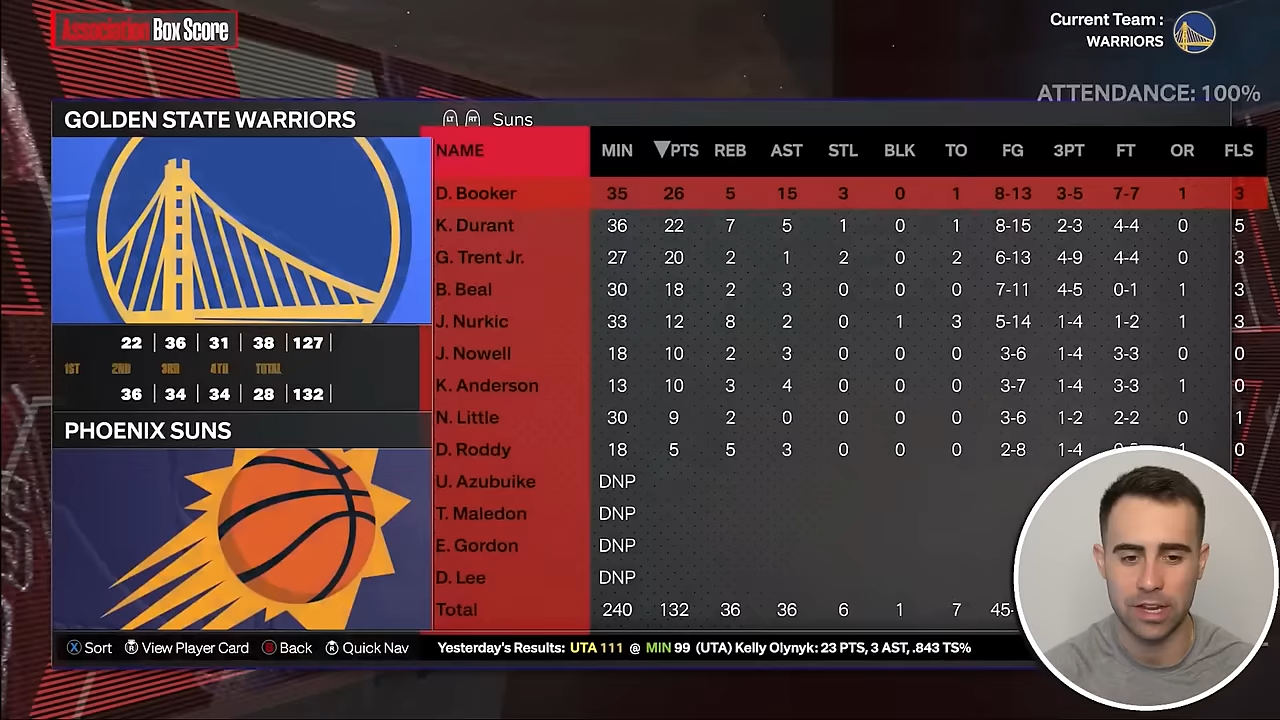 Association Box Score
Current Team :
WARRIORS
ATTENDANCE: 100%
GOLDEN STATE WARRIORS
LT RT Suns
NAME MIN PTS REB AST STL BLK TO FG 3PT FT OR FLS
D. Booker 35 26 5 15 3 0 1 8-13 3-5 7-7 1 3
K. Durant 36 22 7 5 1 0 1 8-15 2-3 4-4 0 5
G. Trent Jr. 27 20 2 1 2 0 2 6-13 4-9 4-4 0 3
B. Beal 30 18 2 3 0 0 0 7-11 4-5 0-1 1 3
J. Nurkic 33 12 8 2 0 1 3 5-14 1-4 1-2 1 3
J. Nowell 18 10 2 3 0 0 0 3-6 1-4 3-3 0 0
K. Anderson 13 10 3 4 0 0 0 3-7 1-4 3-3 1 0
N. Little 30 9 2 0 0 0 0 3-6 1-2 2-2 0 1
D. Roddy 18 5 5 3 0 0 0 2-8 1-4 0
U. Azubuike DNP
T. Maledon DNP
E. Gordon DNP
D. Lee DNP
Total 240 132 36 36 6 1 7 45-
22 36 31 38 127
1ST 2ND 3RD 4TH TOTAL
36 34 34 28 132
PHOENIX SUNS
X Sort R View Player Card B Back R Quick Nav
Yesterday's Results: UTA 111 @ MIN 99 (UTA) Kelly Olynyk: 23 PTS, 3 AST, .843 TS%